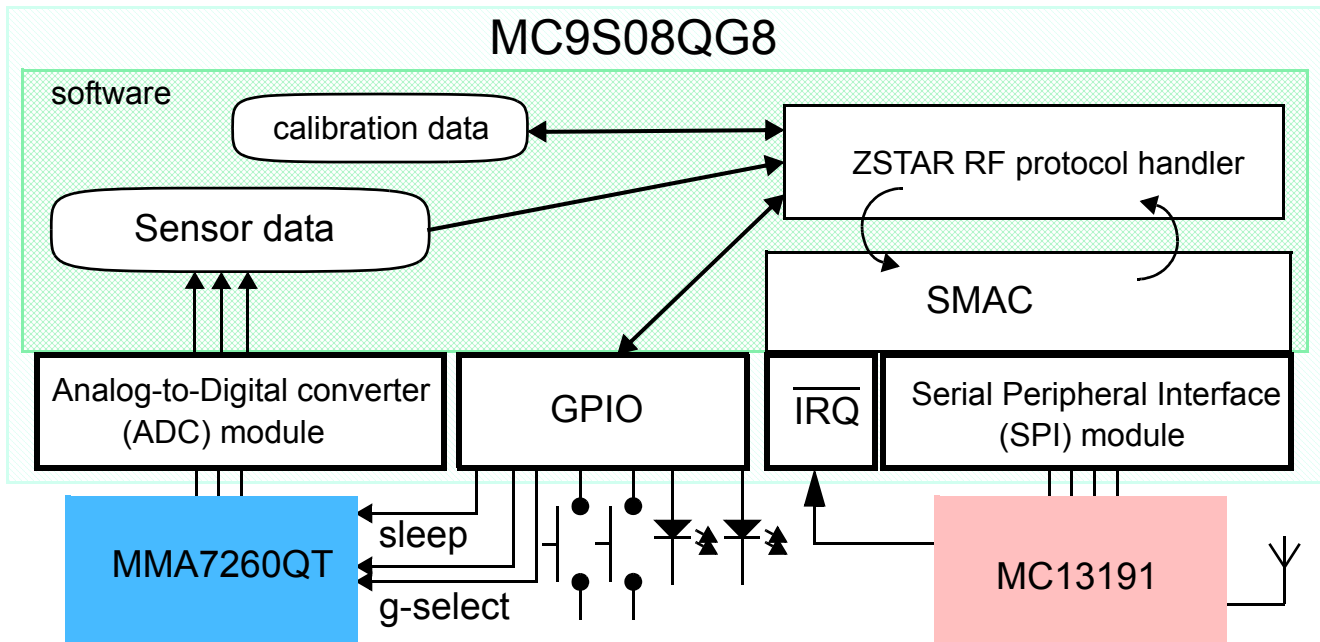 MC9S08QG8
software
calibration data
ZSTAR RF protocol handler
Sensor data
SMAC
Analog-to-Digital converter
(ADC) module
GPIO
IRQ
Serial Peripheral Interface
(SPI) module
sleep
MMA7260QT
g-select
MC13191